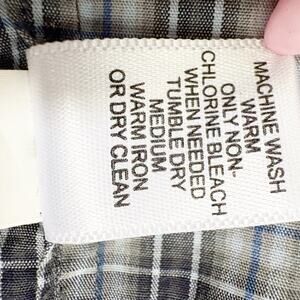 MACHINE WASH
WARM
ONLY NON-
CHLORINE BLEACH
WHEN NEEDED
TUMBLE DRY
MEDIUM
WARM IRON
OR DRY CLEAN